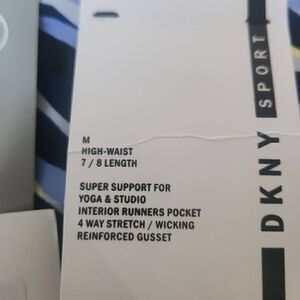 M
HIGH-WAIST
7 / 8 LENGTH
SUPER SUPPORT FOR
YOGA & STUDIO
INTERIOR RUNNERS POCKET
4 WAY STRETCH / WICKING
REINFORCED GUSSET
DKNY SPORT